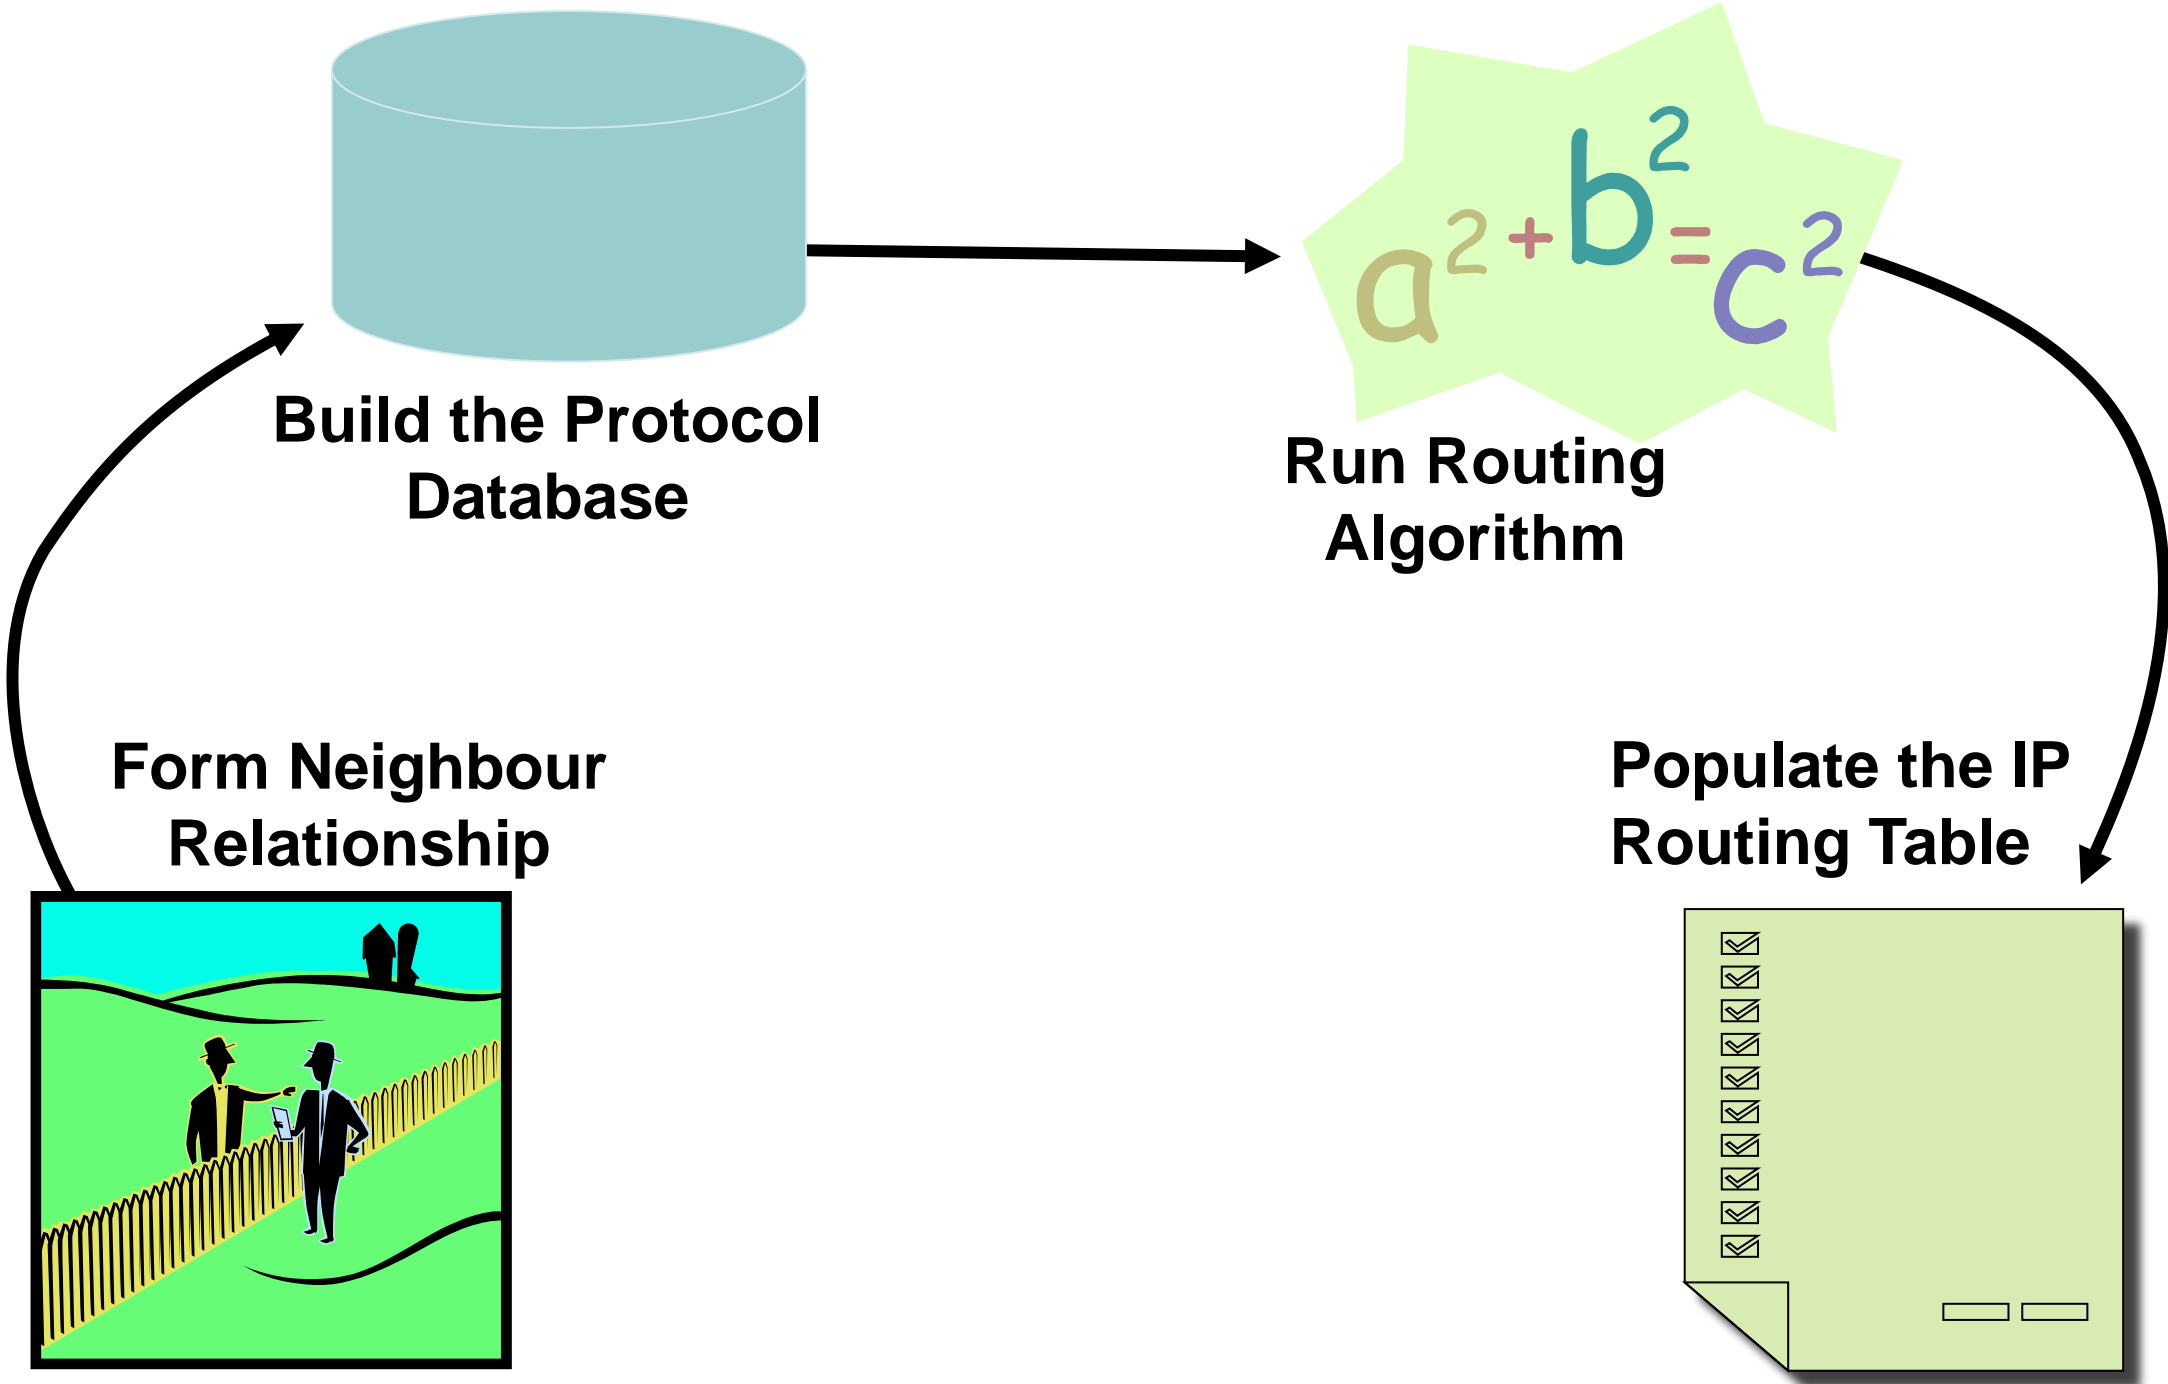 a² + b² = c²
Build the Protocol
Database
Run Routing
Algorithm
Form Neighbour
Relationship
Populate the IP
Routing Table